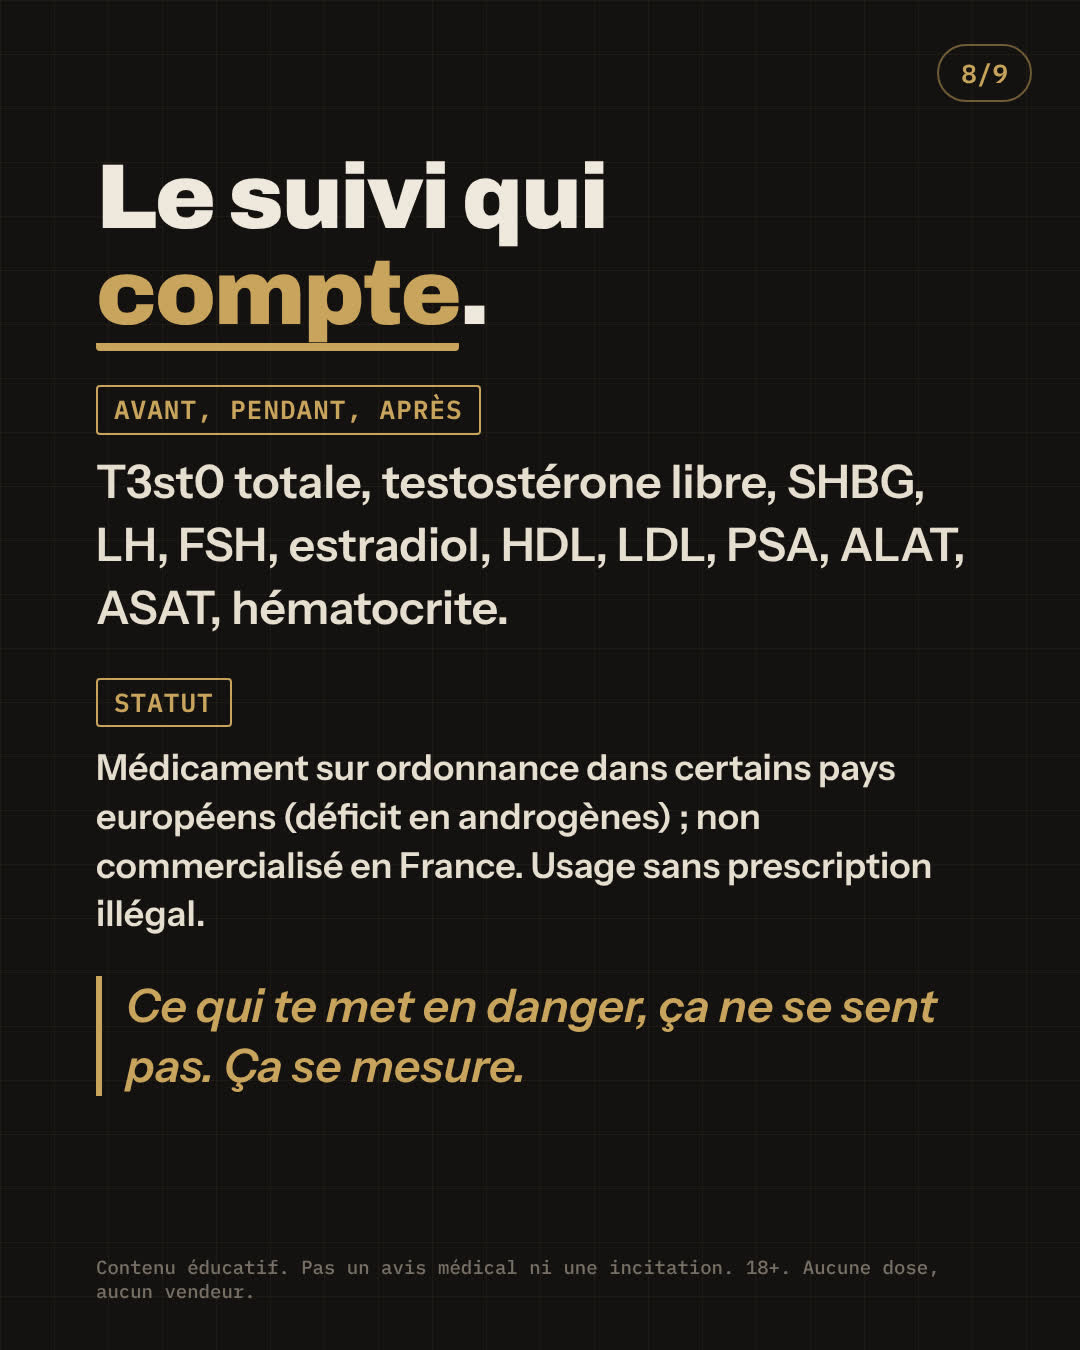 8/9
Le suivi qui
compte.
AVANT, PENDANT, APRÈS
T3st0 totale, testostérone libre, SHBG,
LH, FSH, estradiol, HDL, LDL, PSA, ALAT,
ASAT, hématocrite.
STATUT
Médicament sur ordonnance dans certains pays
européens (déficit en androgènes) ; non
commercialisé en France. Usage sans prescription
illégal.
Ce qui te met en danger, ça ne se sent
pas. Ça se mesure.
Contenu éducatif. Pas un avis médical ni une incitation. 18+. Aucune dose,
aucun vendeur.